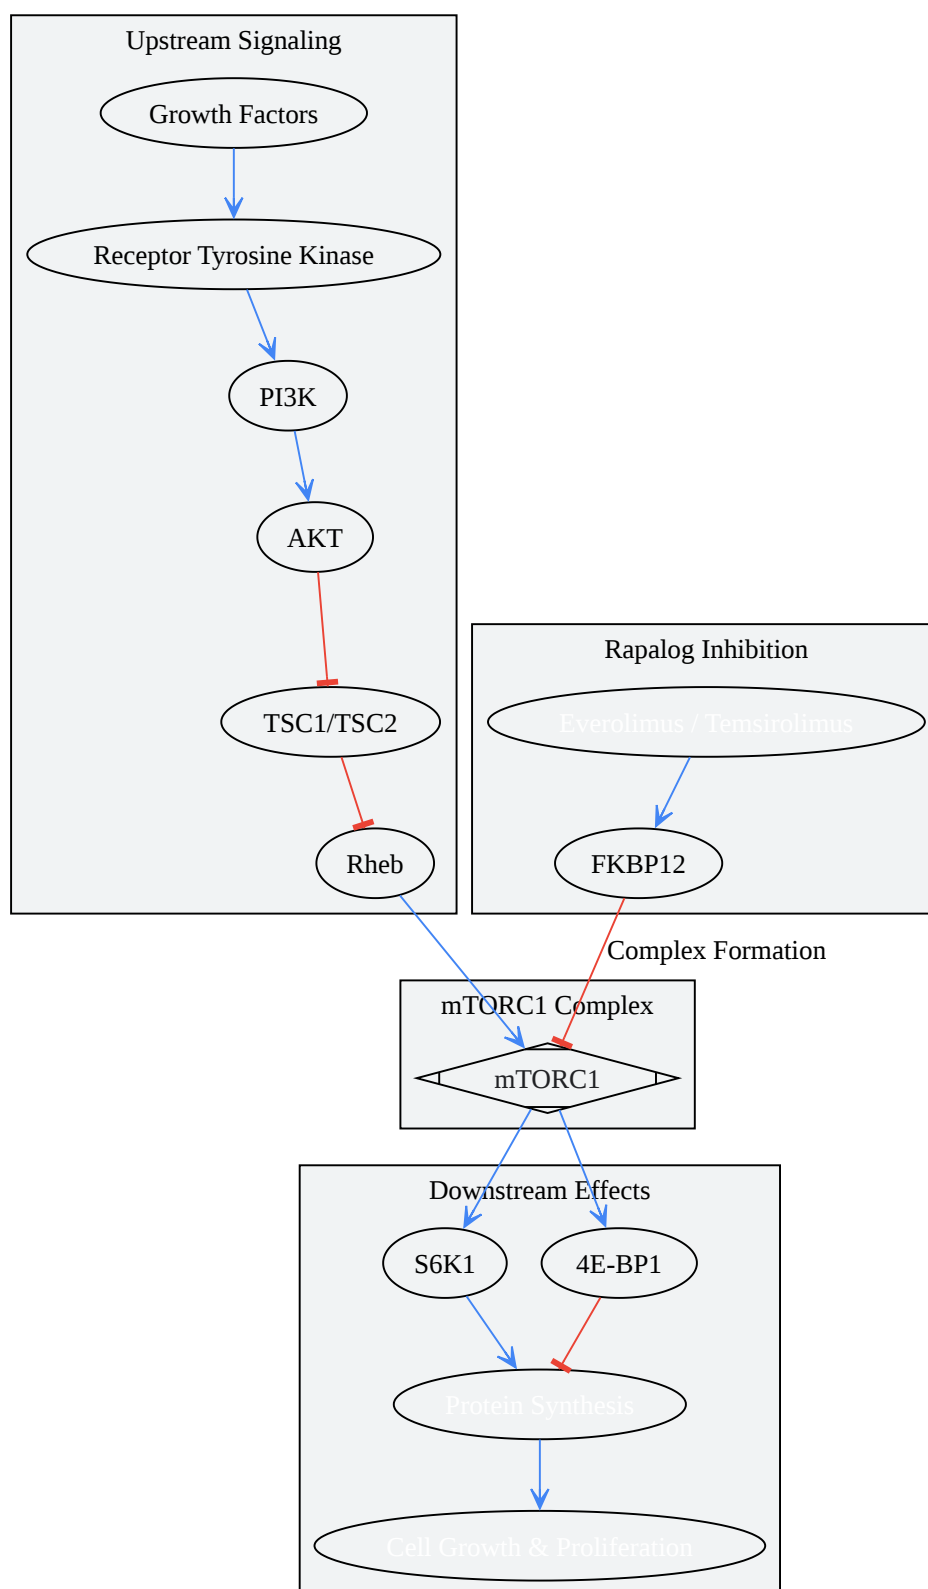 Upstream Signaling
Growth Factors
Receptor Tyrosine Kinase
PI3K
AKT
TSC1/TSC2
Rheb
Rapalog Inhibition
Everolimus / Temsirolimus
FKBP12
Complex Formation
mTORC1 Complex
mTORC1
Downstream Effects
S6K1
4E-BP1
Protein Synthesis
Cell Growth & Proliferation